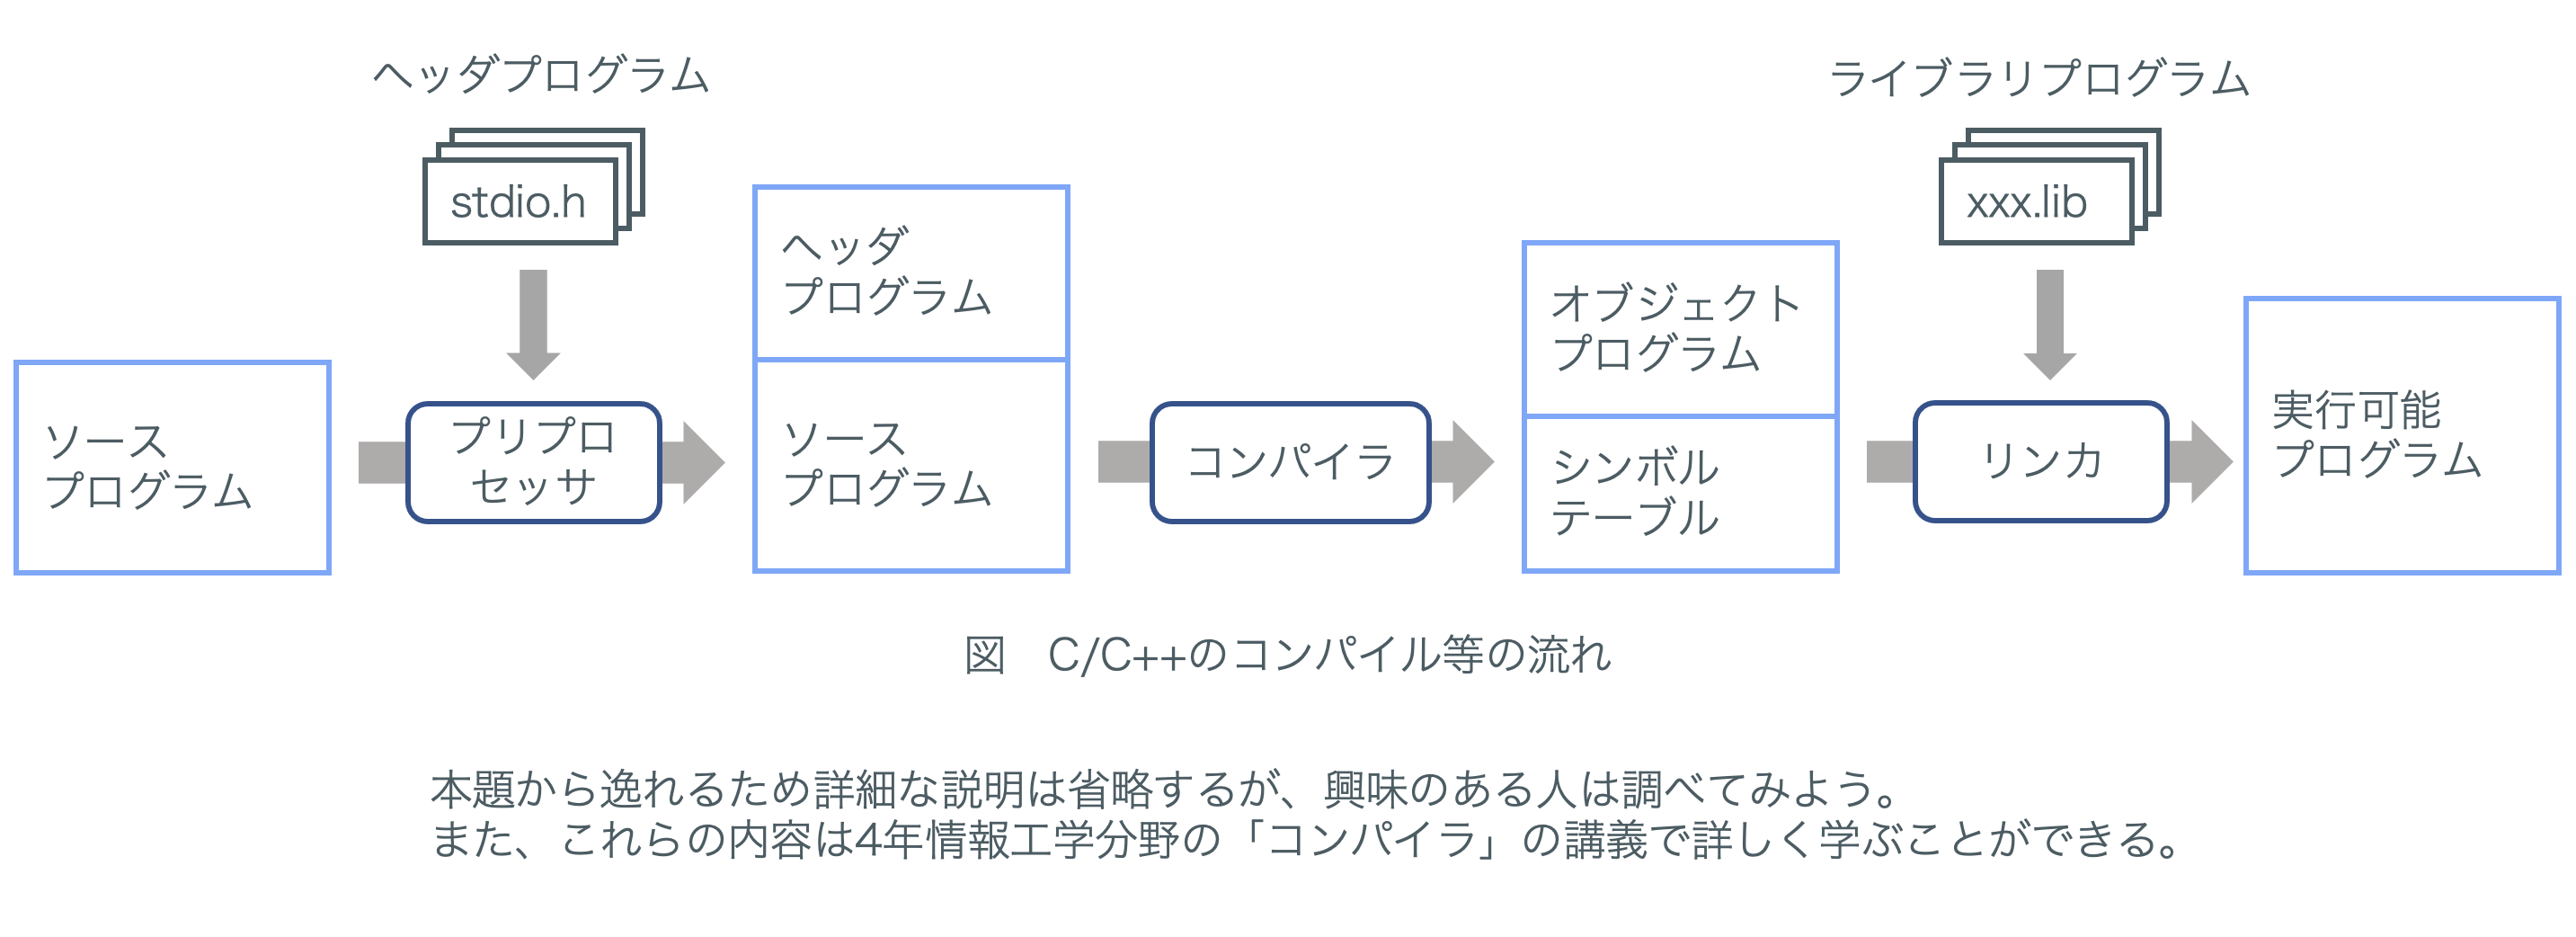 ヘッダプログラム
stdio.h
ライブラリプログラム
xxx.lib
ソース
プログラム
プリプロ
セッサ
ヘッダ
プログラム
ソース
プログラム
コンパイラ
オブジェクト
プログラム
シンボル
テーブル
リンカ
実行可能
プログラム
図　C/C++のコンパイル等の流れ
本題から逸れるため詳細な説明は省略するが、興味のある人は調べてみよう。
また、これらの内容は4年情報工学分野の「コンパイラ」の講義で詳しく学ぶことができる。